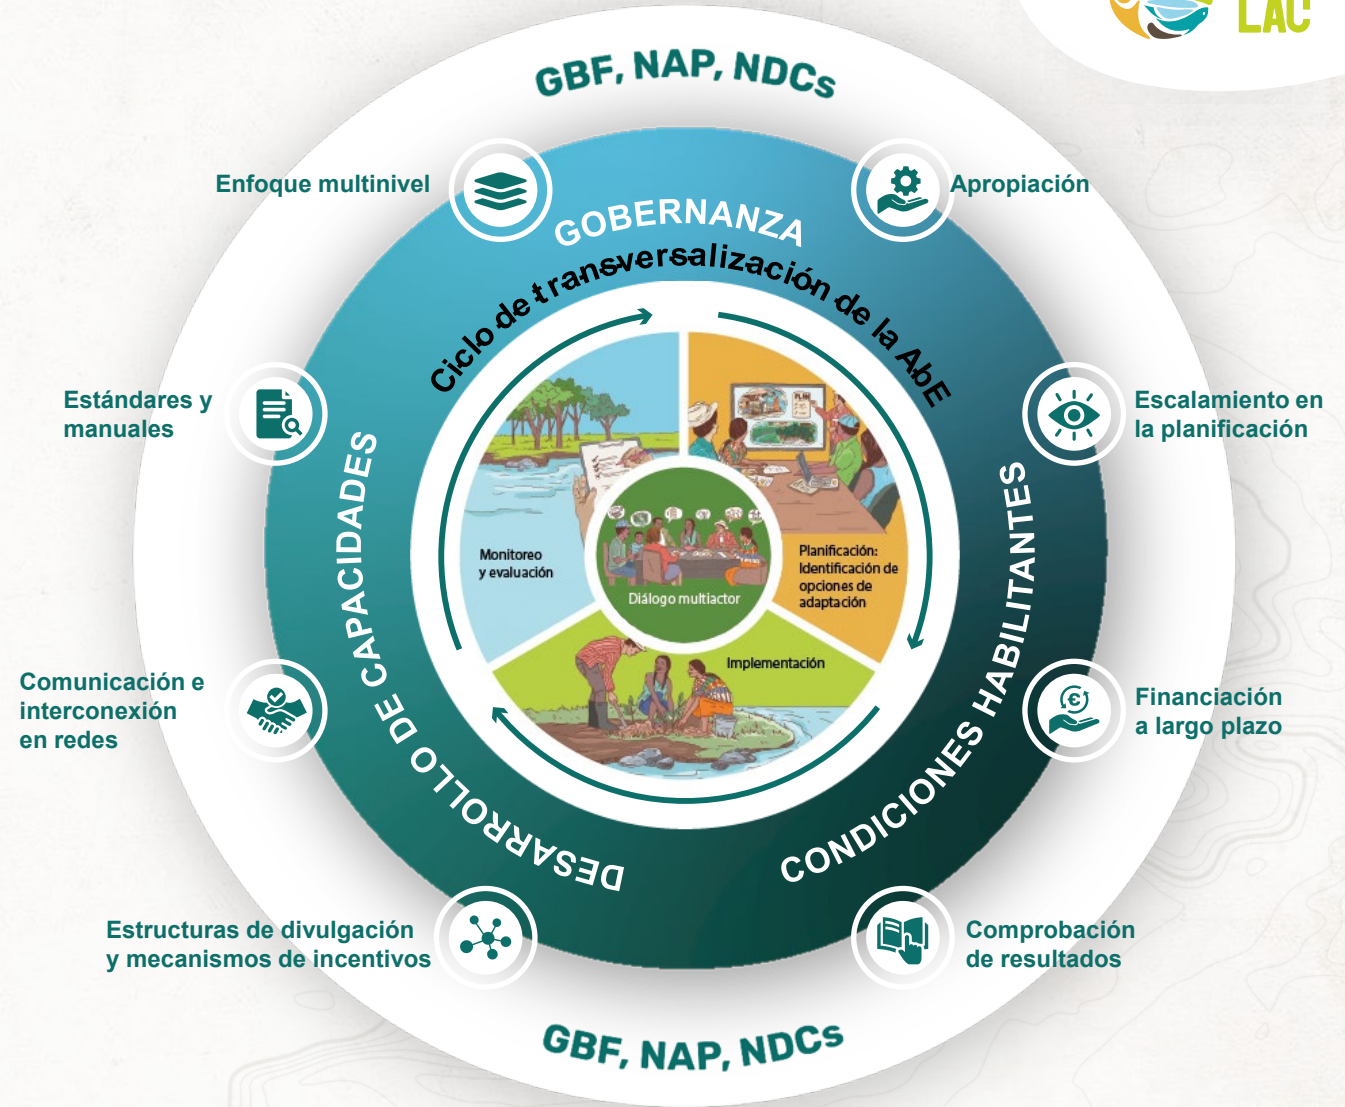 LAC
GBF, NAP, NDCs
Enfoque multinivel
Apropiación
GOBERNANZA
Ciclo de transversalización de la AbE
Estándares y
manuales
Escalamiento en
la planificación
DESARROLLO DE CAPACIDADES
CONDICIONES HABILITANTES
PLAN
Monitoreo
y evaluación
Planificación:
Identificación de
opciones de
adaptación
Diálogo multiactor
Implementación
Comunicación e
interconexión
en redes
Financiación
a largo plazo
Estructuras de divulgación
y mecanismos de incentivos
Comprobación
de resultados
GBF, NAP, NDCs